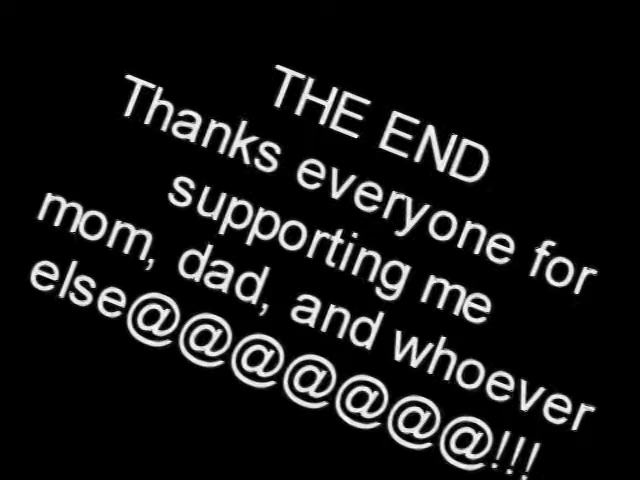 THE END
Thanks everyone for
supporting me
mom, dad, and whoever
else@@@@@@@!!!